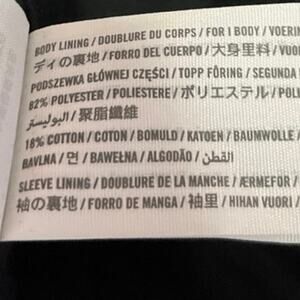 BODY LINING / DOUBLURE DU CORPS / FOR I BODY / VOERIN
ディの裏地 / FORRO DEL CUERPO / 大身里料 / VUO
PODSZEWKA GŁÓWNEJ CZĘŚCI / TOPP FÔRING / SEGUNDA
82% POLYESTER / POLIESTERE / ポリエステル / POL
البوليستر / 聚脂纖維
18% COTTON / COTON / BOMULD / KATOEN / BAUMWOLLE /
BAVLNA / 면 / BAWEŁNA / ALGODÃO / القطن /
SLEEVE LINING / DOUBLURE DE LA MANCHE / ÆRMEFOR /
袖の裏地 / FORRO DE MANGA / 袖里 / HIHAN VUORI /